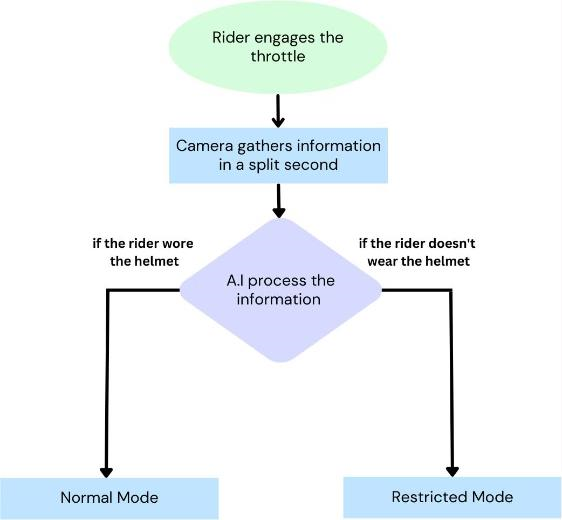 Rider engages the
throttle
Camera gathers information
in a split second
if the rider wore
the helmet
if the rider doesn't
wear the helmet
A.I process the
information
Normal Mode
Restricted Mode